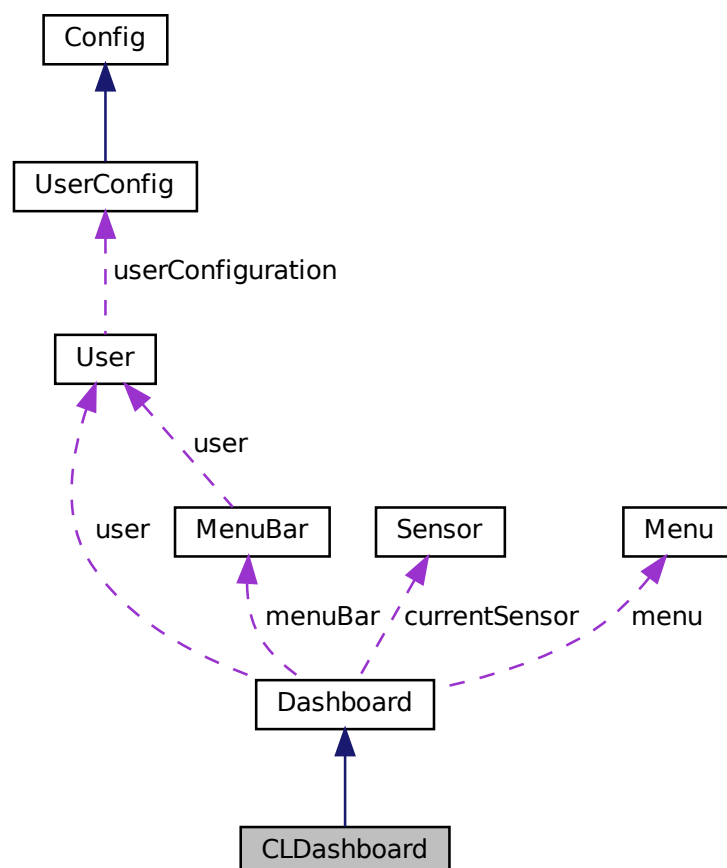 Config
UserConfig
userConfiguration
User
user
user
MenuBar
Sensor
Menu
menuBar
currentSensor
menu
Dashboard
CLDashboard